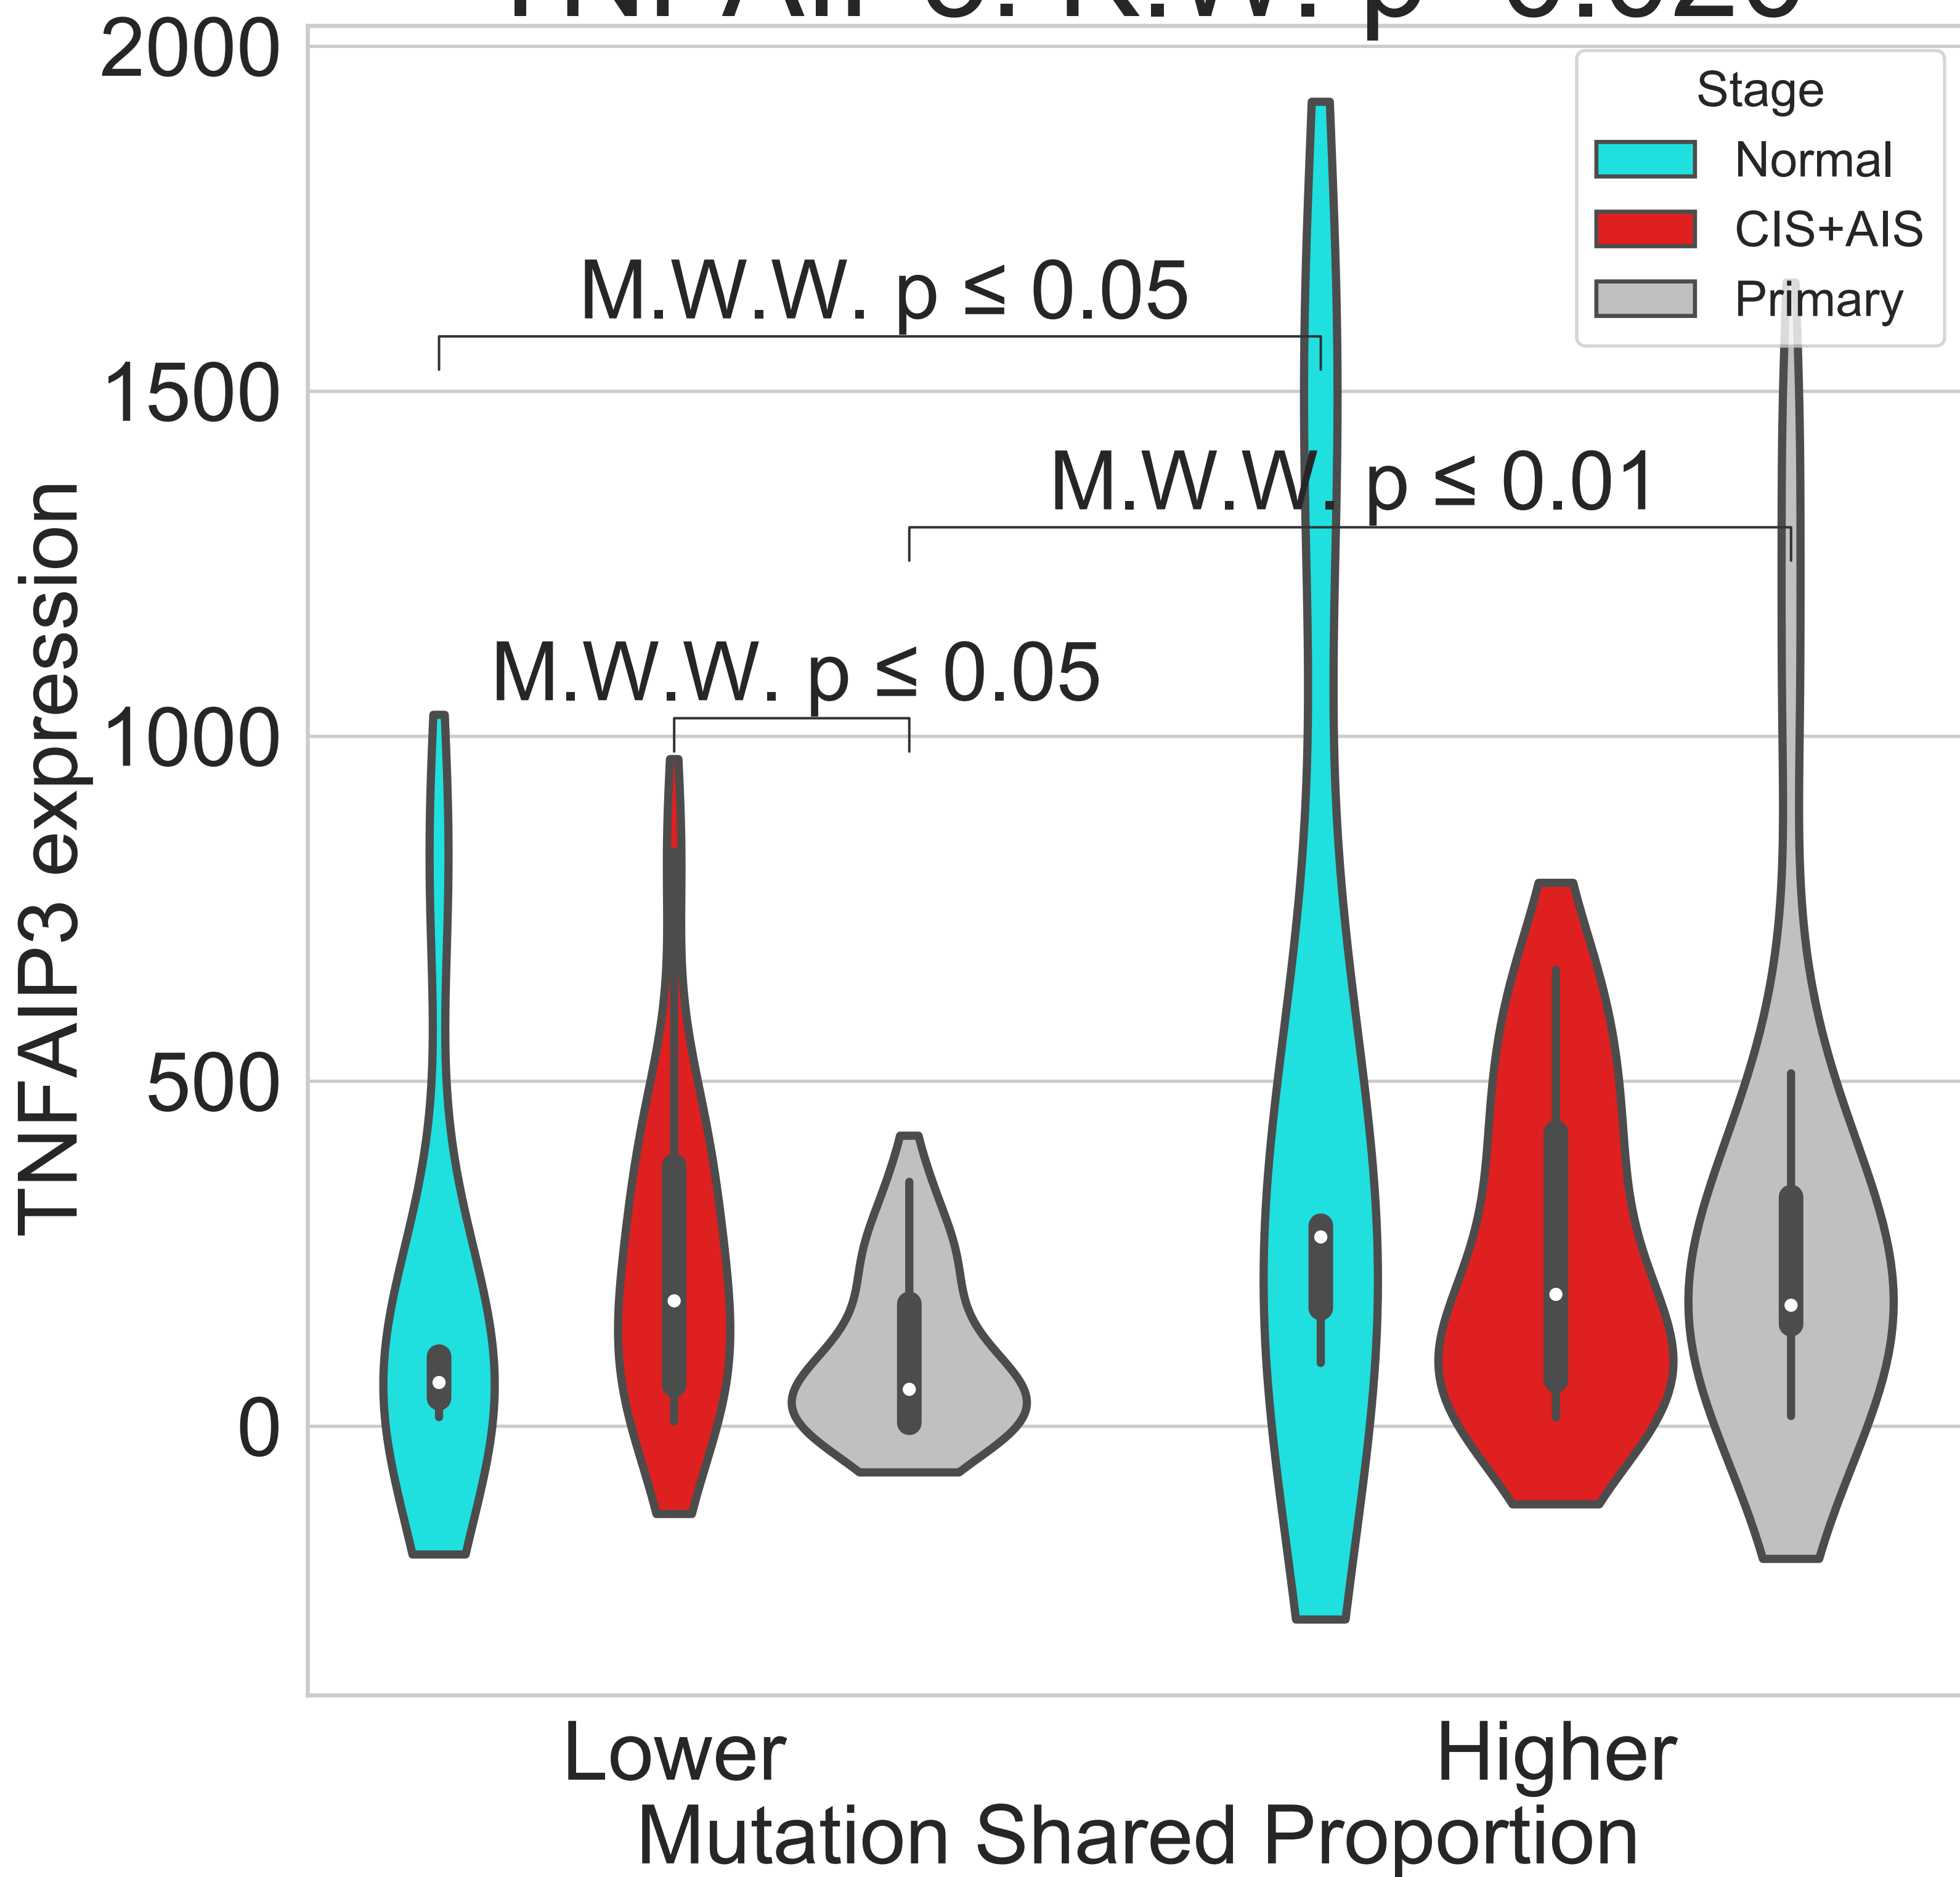 2000
1500
1000
500
0
TNFAIP3 expression
Stage
Normal
CIS+AIS
Primary
M.W.W. p ≤ 0.05
M.W.W. p ≤ 0.01
M.W.W. p ≤ 0.05
Lower
Higher
Mutation Shared Proportion